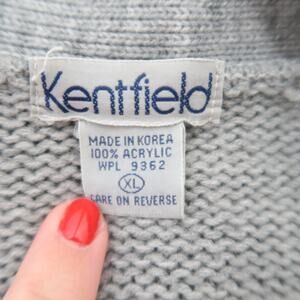 Kentfield
MADE IN KOREA
100% ACRYLIC
WPL 9362
XL
CARE ON REVERSE